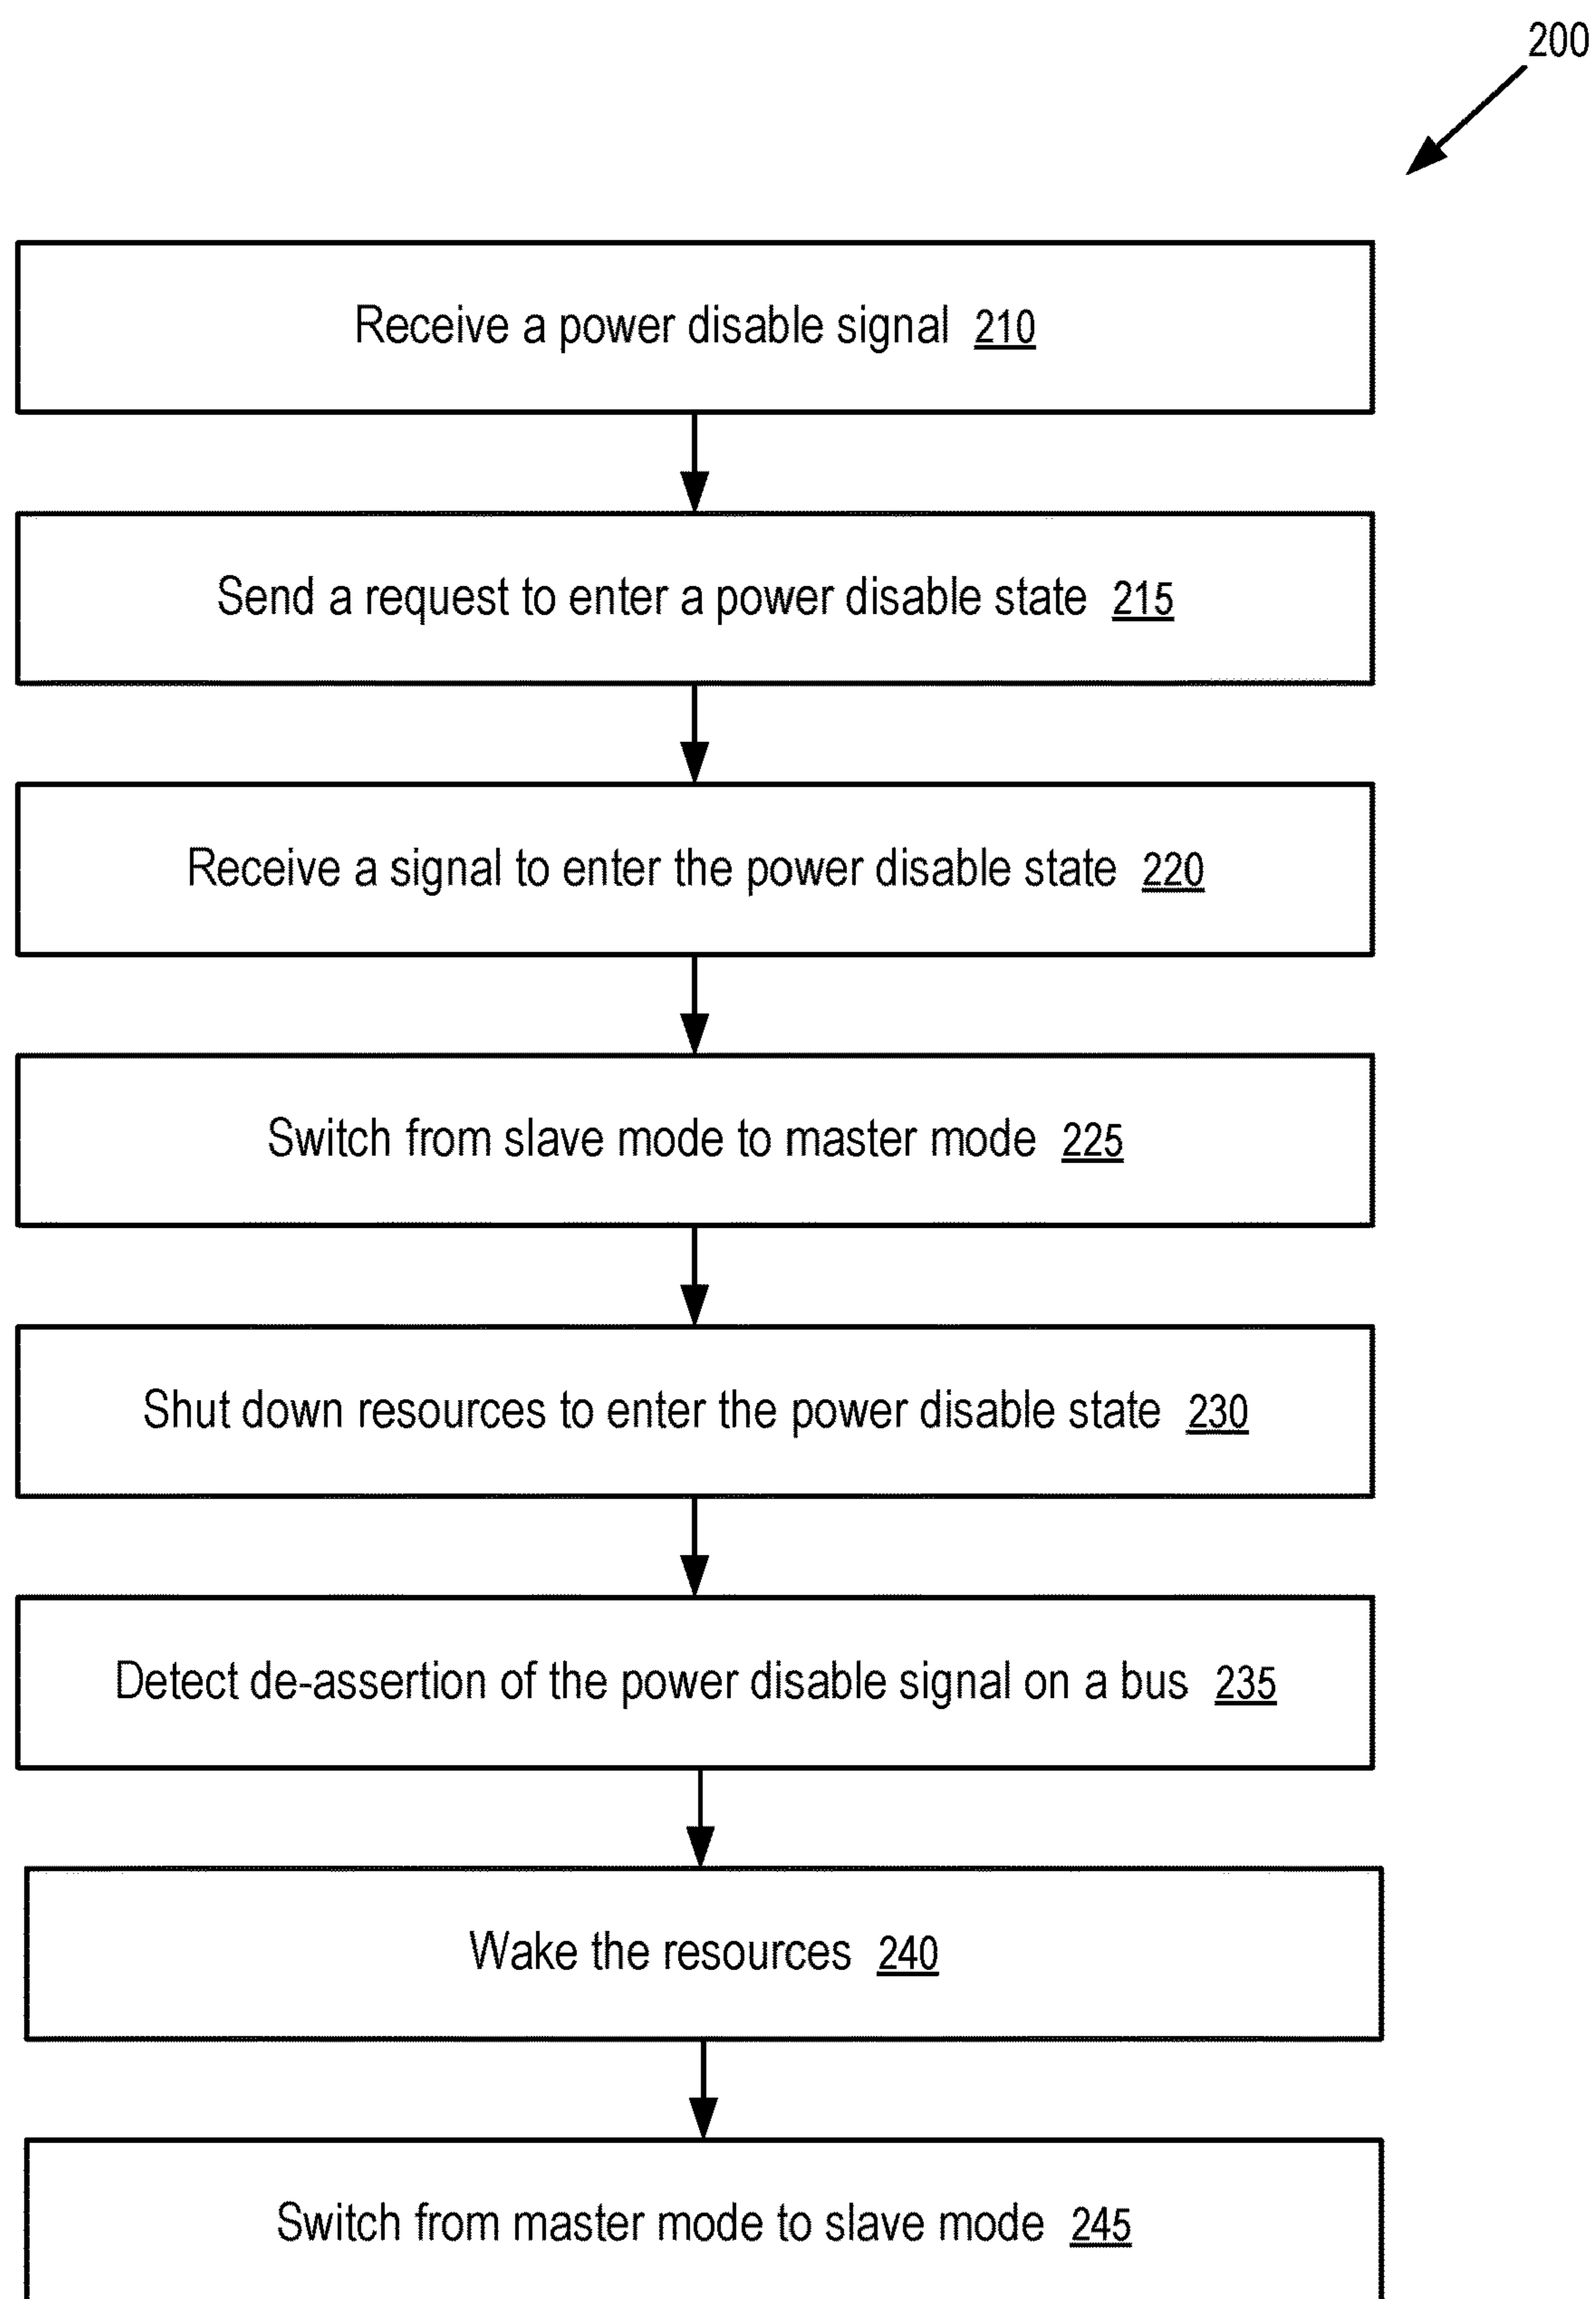 200
Receive a power disable signal 210
Send a request to enter a power disable state 215
Receive a signal to enter the power disable state 220
Switch from slave mode to master mode 225
Shut down resources to enter the power disable state 230
Detect de-assertion of the power disable signal on a bus 235
Wake the resources 240
Switch from master mode to slave mode 245